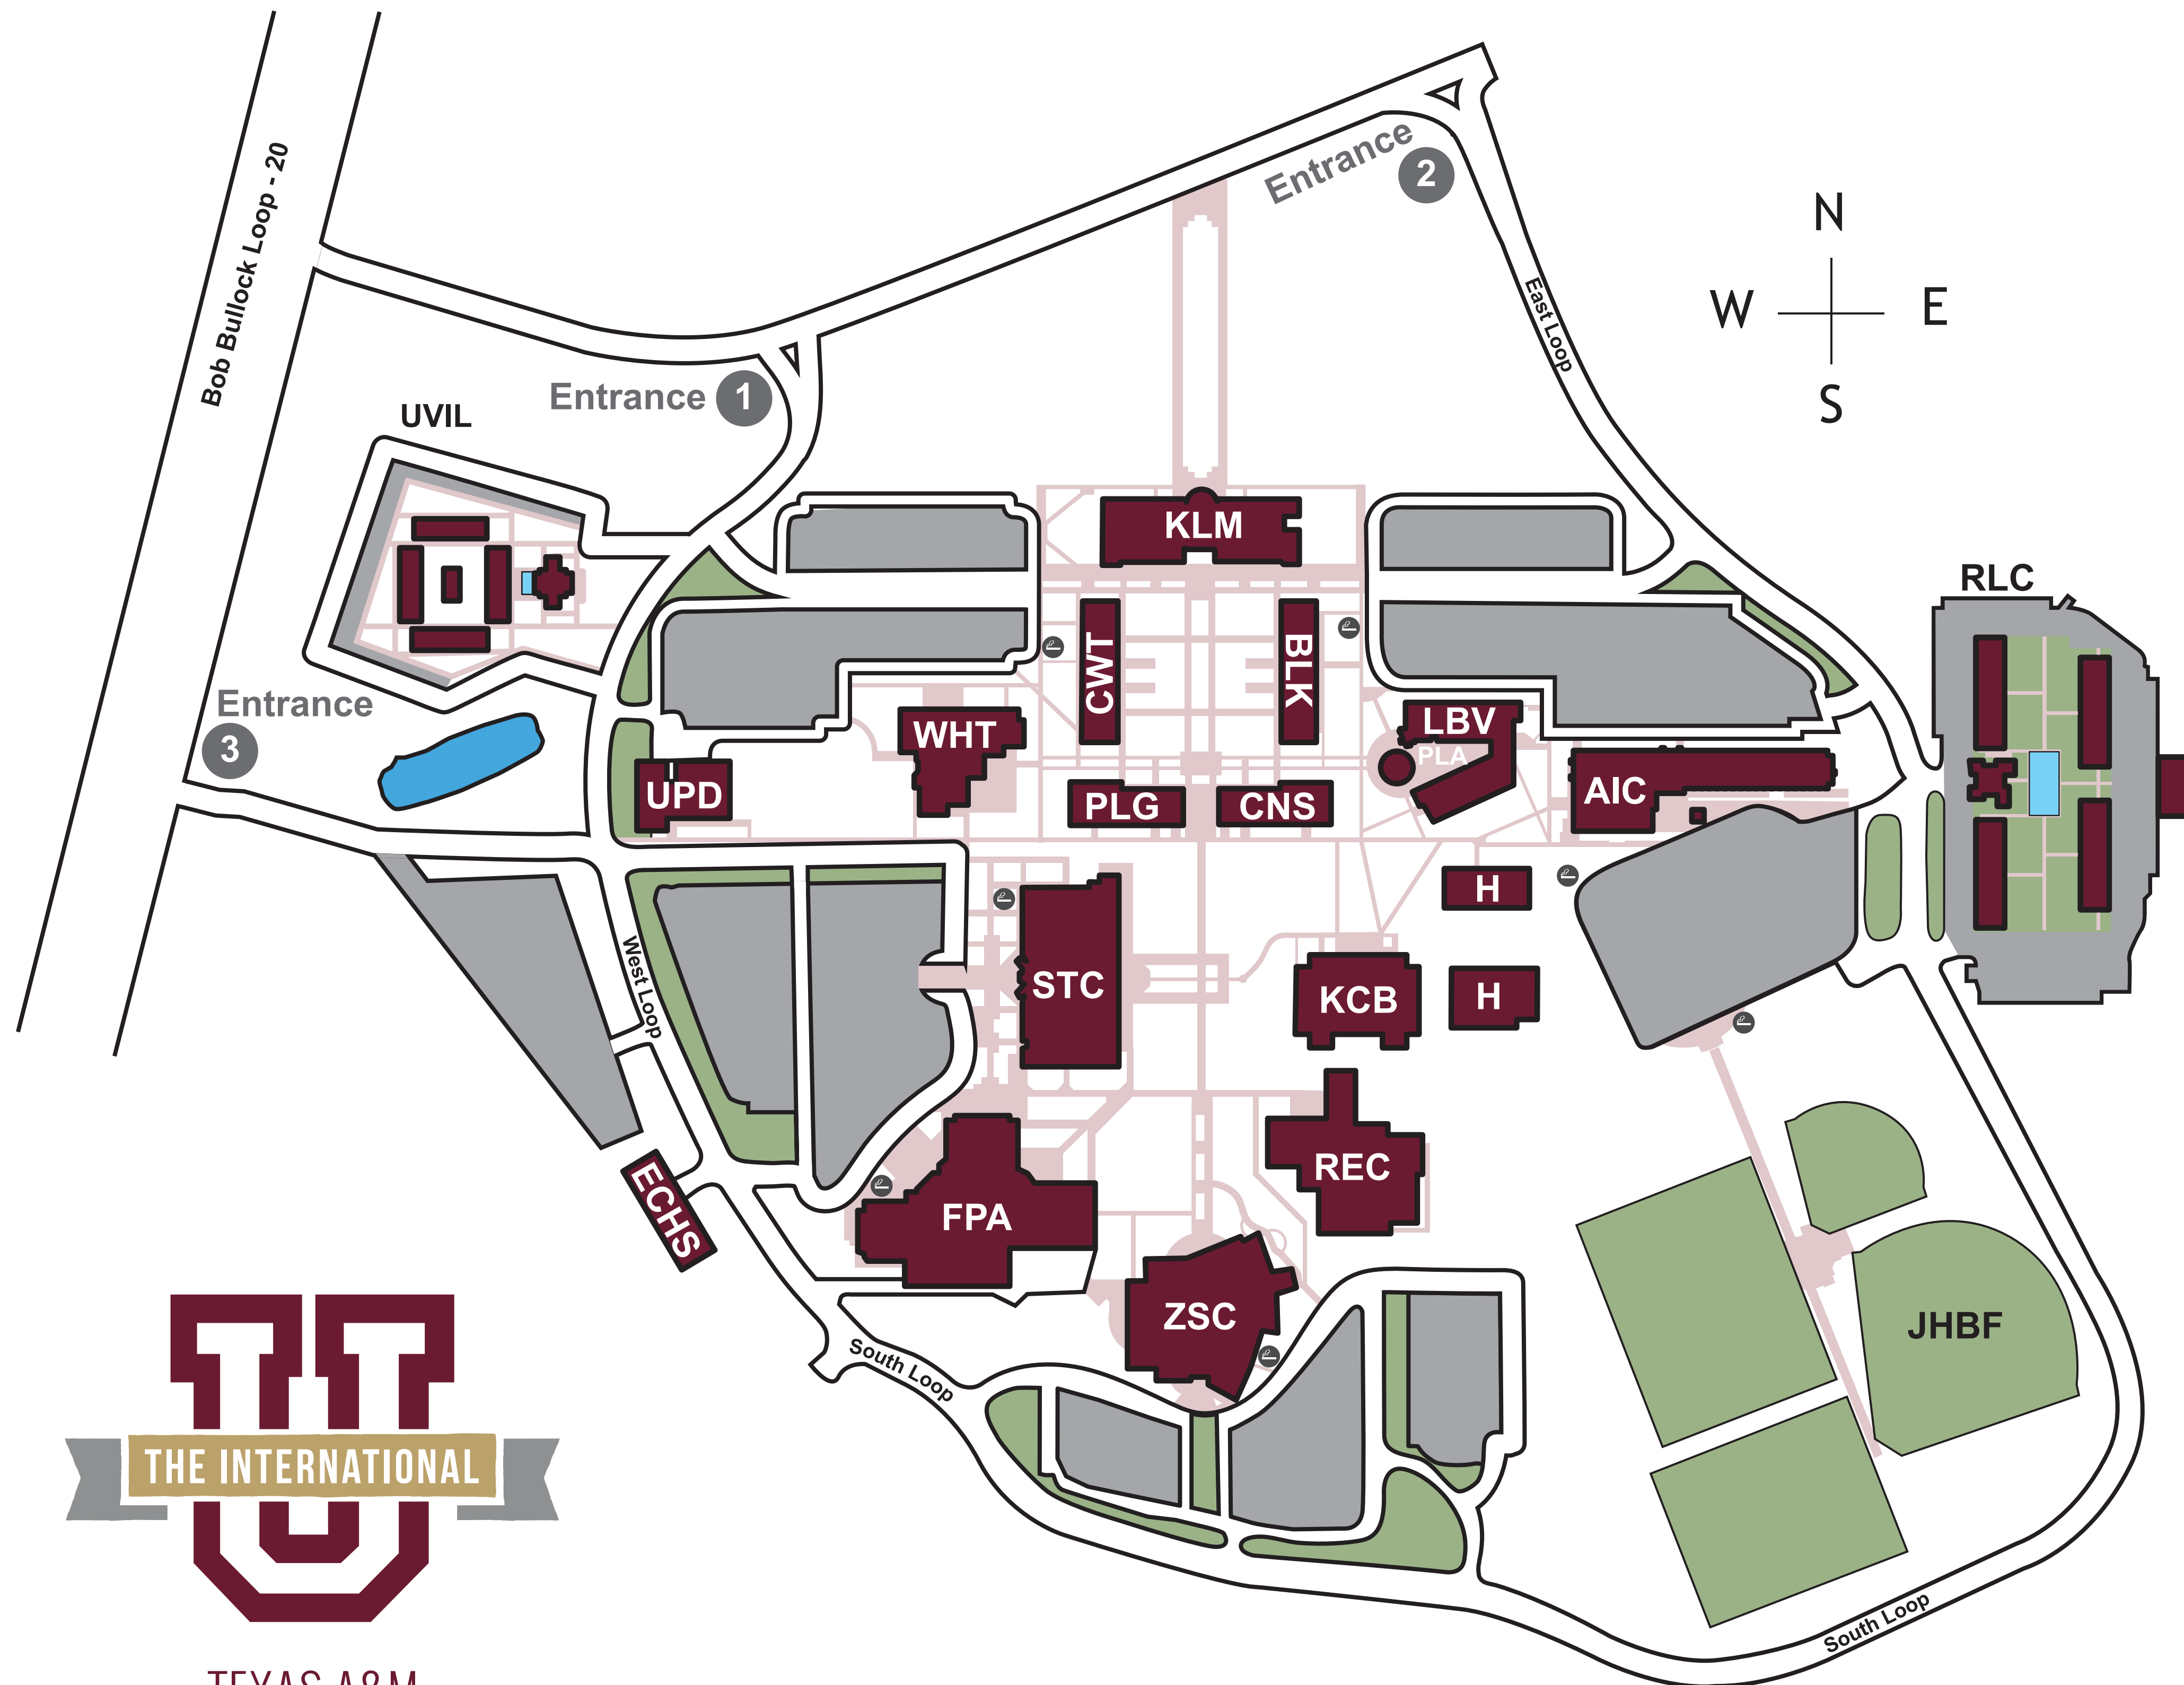 Entrance
2
N
W E
S
Bob Bullock Loop - 20
East Loop
Entrance 1
UVIL
KLM
RLC
CWT
BLK
Entrance
3
WHT
LBV
PLA
UPD
PLG
CNS
AIC
H
STC
KCB
H
West Loop
REC
ECHS
FPA
ZSC
JHBF
South Loop
THE INTERNATIONAL
South Loop
TEXAS A&M